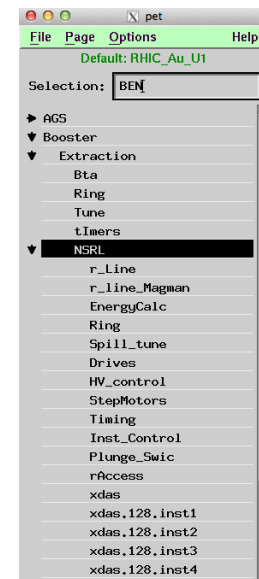 pet
File Page Options Help
Default: RHIC_Au_U1
Selection: BEN
AGS
Booster
Extraction
Bta
Ring
Tune
tImers
NSRL
r_Line
r_line_Magman
EnergyCalc
Ring
Spill_tune
Drives
HV_control
StepMotors
Timing
Inst_Control
Plunge_Swic
rAccess
xdas
xdas.128.inst1
xdas.128.inst2
xdas.128.inst3
xdas.128.inst4